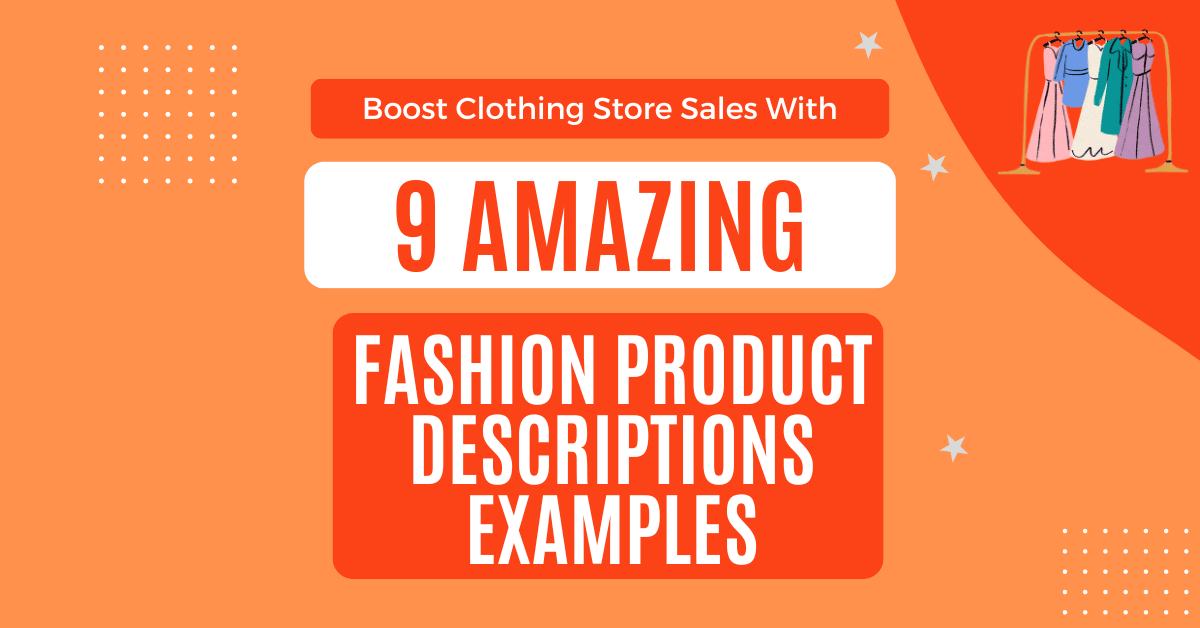 Boost Clothing Store Sales With
9 AMAZING
FASHION PRODUCT
DESCRIPTIONS
EXAMPLES